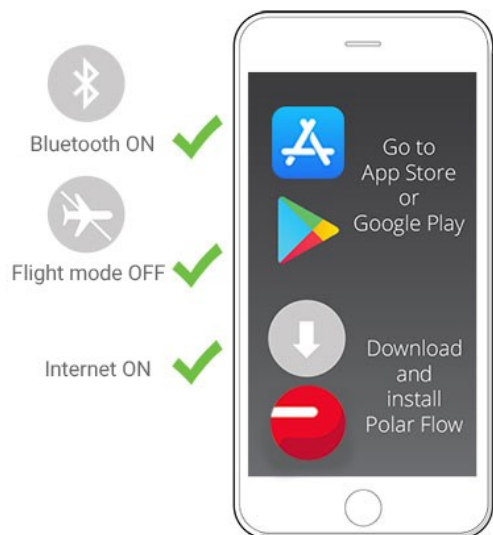 Bluetooth ON
Flight mode OFF
Internet ON
Go to
App Store
or
Google Play
Download
and
install
Polar Flow